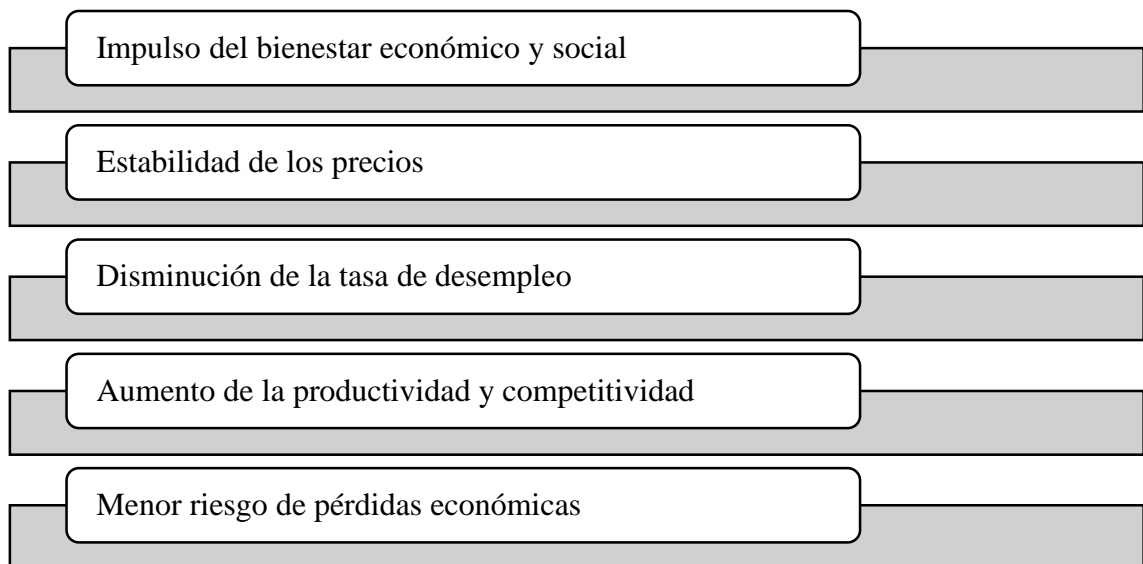 Impulso del bienestar económico y social
Estabilidad de los precios
Disminución de la tasa de desempleo
Aumento de la productividad y competitividad
Menor riesgo de pérdidas económicas